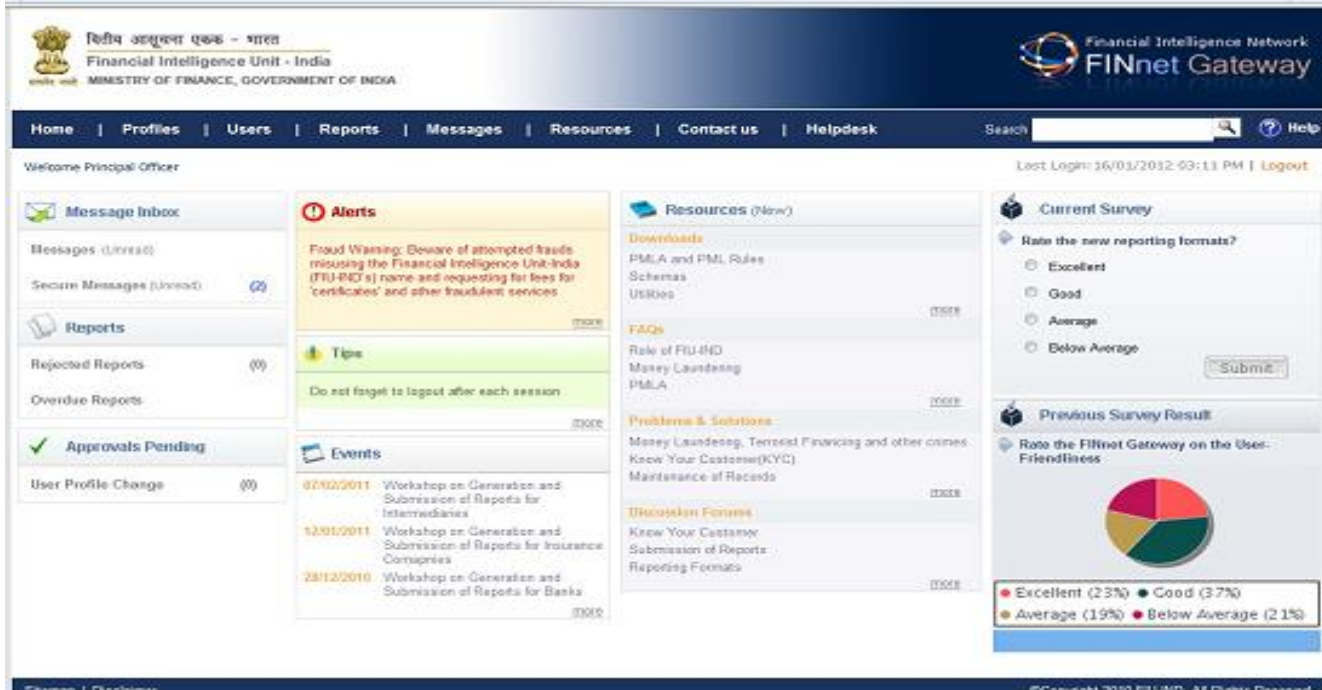 वित्तीय आसूचना एकक - भारत
Financial Intelligence Unit - India
MINISTRY OF FINANCE, GOVERNMENT OF INDIA
Financial Intelligence Network
FINnet Gateway
Home | Profiles | Users | Reports | Messages | Resources | Contact us | Helpdesk
Search
Help
Welcome Principal Officer
Last Login: 16/01/2012 03:11 PM | Logout
Message Inbox
Messages (Unread)
Secure Messages (Unread) (2)
Reports
Rejected Reports (0)
Overdue Reports
Approvals Pending
User Profile Change (0)
Alerts
Fraud Warning: Beware of attempted frauds
misusing the Financial Intelligence Unit-India
(FIU-IND's) name and requesting for fees for
'certificates' and other fraudulent services
more
Tips
Do not forget to logout after each session
more
Events
07/02/2011 Workshop on Generation and
Submission of Reports for
Intermediaries
12/01/2011 Workshop on Generation and
Submission of Reports for Insurance
Comapnies
28/12/2010 Workshop on Generation and
Submission of Reports for Banks
more
Resources (New)
Downloads
PMLA and PML Rules
Schemas
Utilities
more
FAQs
Role of FIU-IND
Money Laundering
PMLA
more
Problems & Solutions
Money Laundering, Terrorist Financing and other crimes
Know Your Customer(KYC)
Maintenance of Records
more
Discussion Forums
Know Your Customer
Submission of Reports
Reporting Formats
more
Current Survey
Rate the new reporting formats?
Excellent
Good
Average
Below Average
Submit
Previous Survey Result
Rate the FINnet Gateway on the User-
Friendliness
Excellent (23%) Good (37%)
Average (19%) Below Average (21%)
Sitemap | Disclaimer
©Copyright 2010 FIU-IND. All Rights Reserved